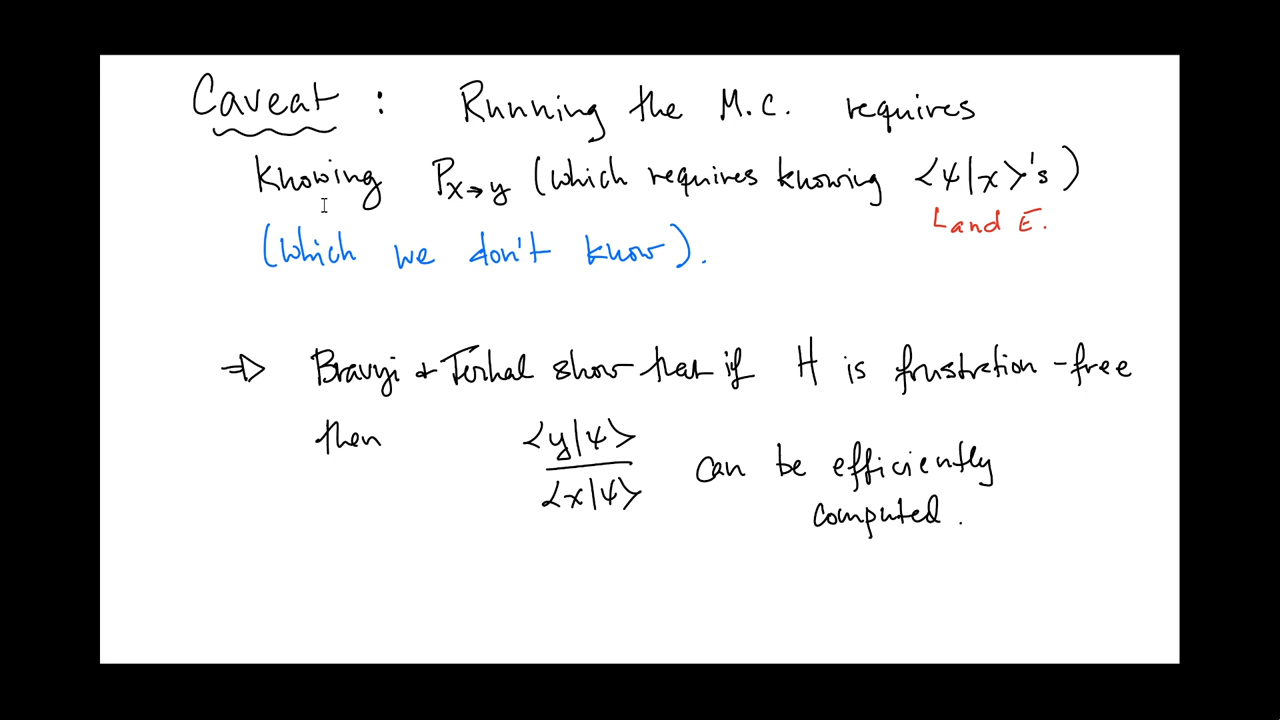 Caveat : Running the M.C. requires
knowing Px→y (which requires knowing <ψ|x>'s)
Land E.
(which we don't know).
⇒ Bravyi & Terhal show that if H is frustration-free
then <y|ψ> / <x|ψ> can be efficiently
computed.